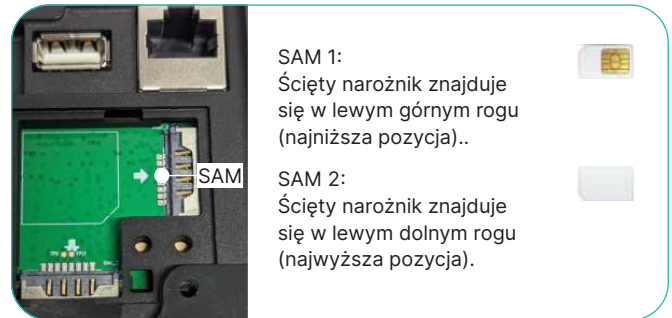 SAM
SAM 1:
Ścięty narożnik znajduje
się w lewym górnym rogu
(najniższa pozycja)..
SAM 2:
Ścięty narożnik znajduje
się w lewym dolnym rogu
(najwyższa pozycja).